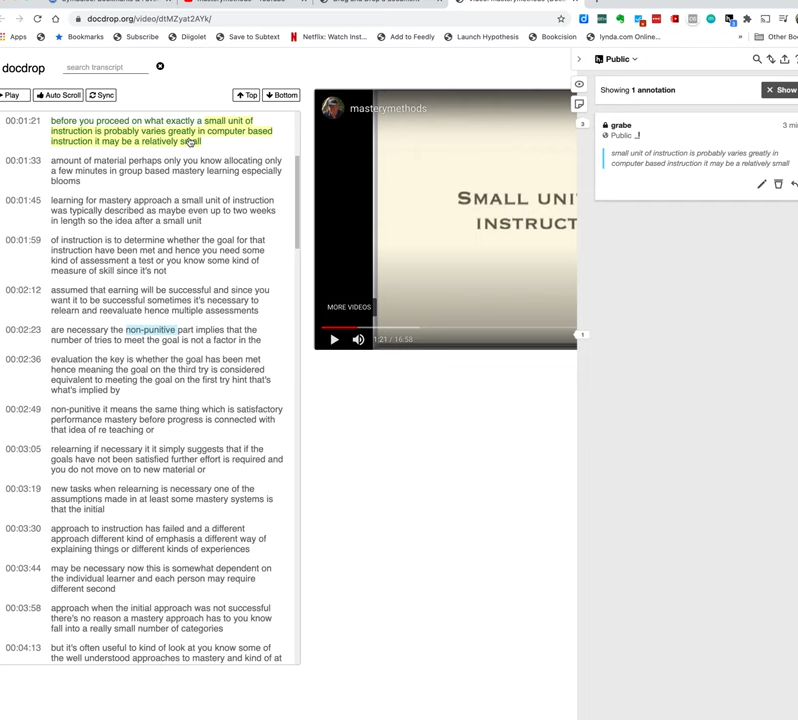 docdrop.org/video/dtMZyat2AYk/
Apps
Bookmarks
Subscribe
Diigolet
Save to Subtext
Netflix: Watch Inst...
Add to Feedly
Launch Hypothesis
Bookcision
lynda.com Online...
»
Other Bo
docdrop
search transcript
Play
Auto Scroll
Sync
Top
Bottom
00:01:21
before you proceed on what exactly a small unit of
instruction is probably varies greatly in computer based
instruction it may be a relatively small
00:01:33
amount of material perhaps only you know allocating only
a few minutes in group based mastery learning especially
blooms
00:01:45
learning for mastery approach a small unit of instruction
was typically described as maybe even up to two weeks
in length so the idea after a small unit
00:01:59
of instruction is to determine whether the goal for that
instruction have been met and hence you need some
kind of assessment a test or you know some kind of
measure of skill since it's not
00:02:12
assumed that earning will be successful and since you
want it to be successful sometimes it's necessary to
relearn and reevaluate hence multiple assessments
00:02:23
are necessary the non-punitive part implies that the
number of tries to meet the goal is not a factor in the
00:02:36
evaluation the key is whether the goal has been met
hence meaning the goal on the third try is considered
equivalent to meeting the goal on the first try hint that's
what's implied by
00:02:49
non-punitive it means the same thing which is satisfactory
performance mastery before progress is connected with
that idea of re teaching or
00:03:05
relearning if necessary it it simply suggests that if the
goals have not been satisfied further effort is required and
you do not move on to new material or
00:03:19
new tasks when relearning is necessary one of the
assumptions made in at least some mastery systems is
that the initial
00:03:30
approach to instruction has failed and a different
approach different kind of emphasis a different way of
explaining things or different kinds of experiences
00:03:44
may be necessary now this is somewhat dependent on
the individual learner and each person may require
different second
00:03:58
approach when the initial approach was not successful
there's no reason a mastery approach has to you know
fall into a really small number of categories
00:04:13
but it's often useful to kind of look at you know some of
the well understood approaches to mastery and kind of at
masterymethods
SMALL UNI
INSTRUCT
MORE VIDEOS
1:21 / 16:58
Public
Showing 1 annotation
Show
3
grabe
3 mi
Public
small unit of instruction is probably varies greatly in
computer based instruction it may be a relatively small
1